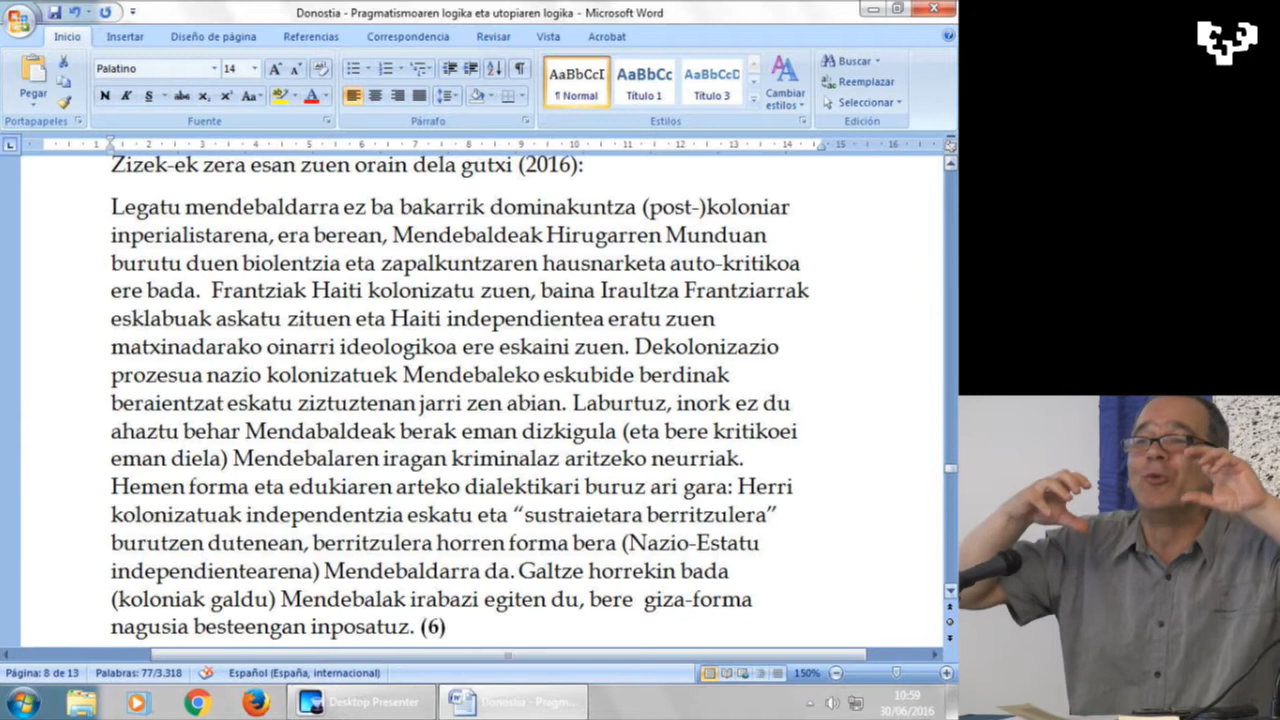 Donostia - Pragmatismoaren logika eta utopiaren logika - Microsoft Word
Inicio Insertar Diseño de página Referencias Correspondencia Revisar Vista Acrobat
Palatino 14
Pegar
AaBbCcI AaBbCc AaBbCcD
¶ Normal Título 1 Título 3
Cambiar estilos
Buscar
Reemplazar
Seleccionar
Portapapeles Fuente Párrafo Estilos Edición
Zizek-ek zera esan zuen orain dela gutxi (2016):
Legatu mendebaldarra ez ba bakarrik dominakuntza (post-)koloniar
inperialistarena, era berean, Mendebaldeak Hirugarren Munduan
burutu duen biolentzia eta zapalkuntzaren hausnarketa auto-kritikoa
ere bada. Frantziak Haiti kolonizatu zuen, baina Iraultza Frantziarrak
esklabuak askatu zituen eta Haiti independientea eratu zuen
matxinadarako oinarri ideologikoa ere eskaini zuen. Dekolonizazio
prozesua nazio kolonizatuek Mendebaleko eskubide berdinak
beraientzat eskatu ziztuztenan jarri zen abian. Laburtuz, inork ez du
ahaztu behar Mendabaldeak berak eman dizkigula (eta bere kritikoei
eman diela) Mendebalaren iragan kriminalaz aritzeko neurriak.
Hemen forma eta edukiaren arteko dialektikari buruz ari gara: Herri
kolonizatuak independentzia eskatu eta “sustraietara berritzulera”
burutzen dutenean, berritzulera horren forma bera (Nazio-Estatu
independientearena) Mendebaldarra da. Galtze horrekin bada
(koloniak galdu) Mendebalak irabazi egiten du, bere giza-forma
nagusia besteengan inposatuz. (6)
Página: 8 de 13 Palabras: 77/3.318 Español (España, internacional) 150%
Desktop Presenter Donostia - Pragm...
10:59
30/06/2016